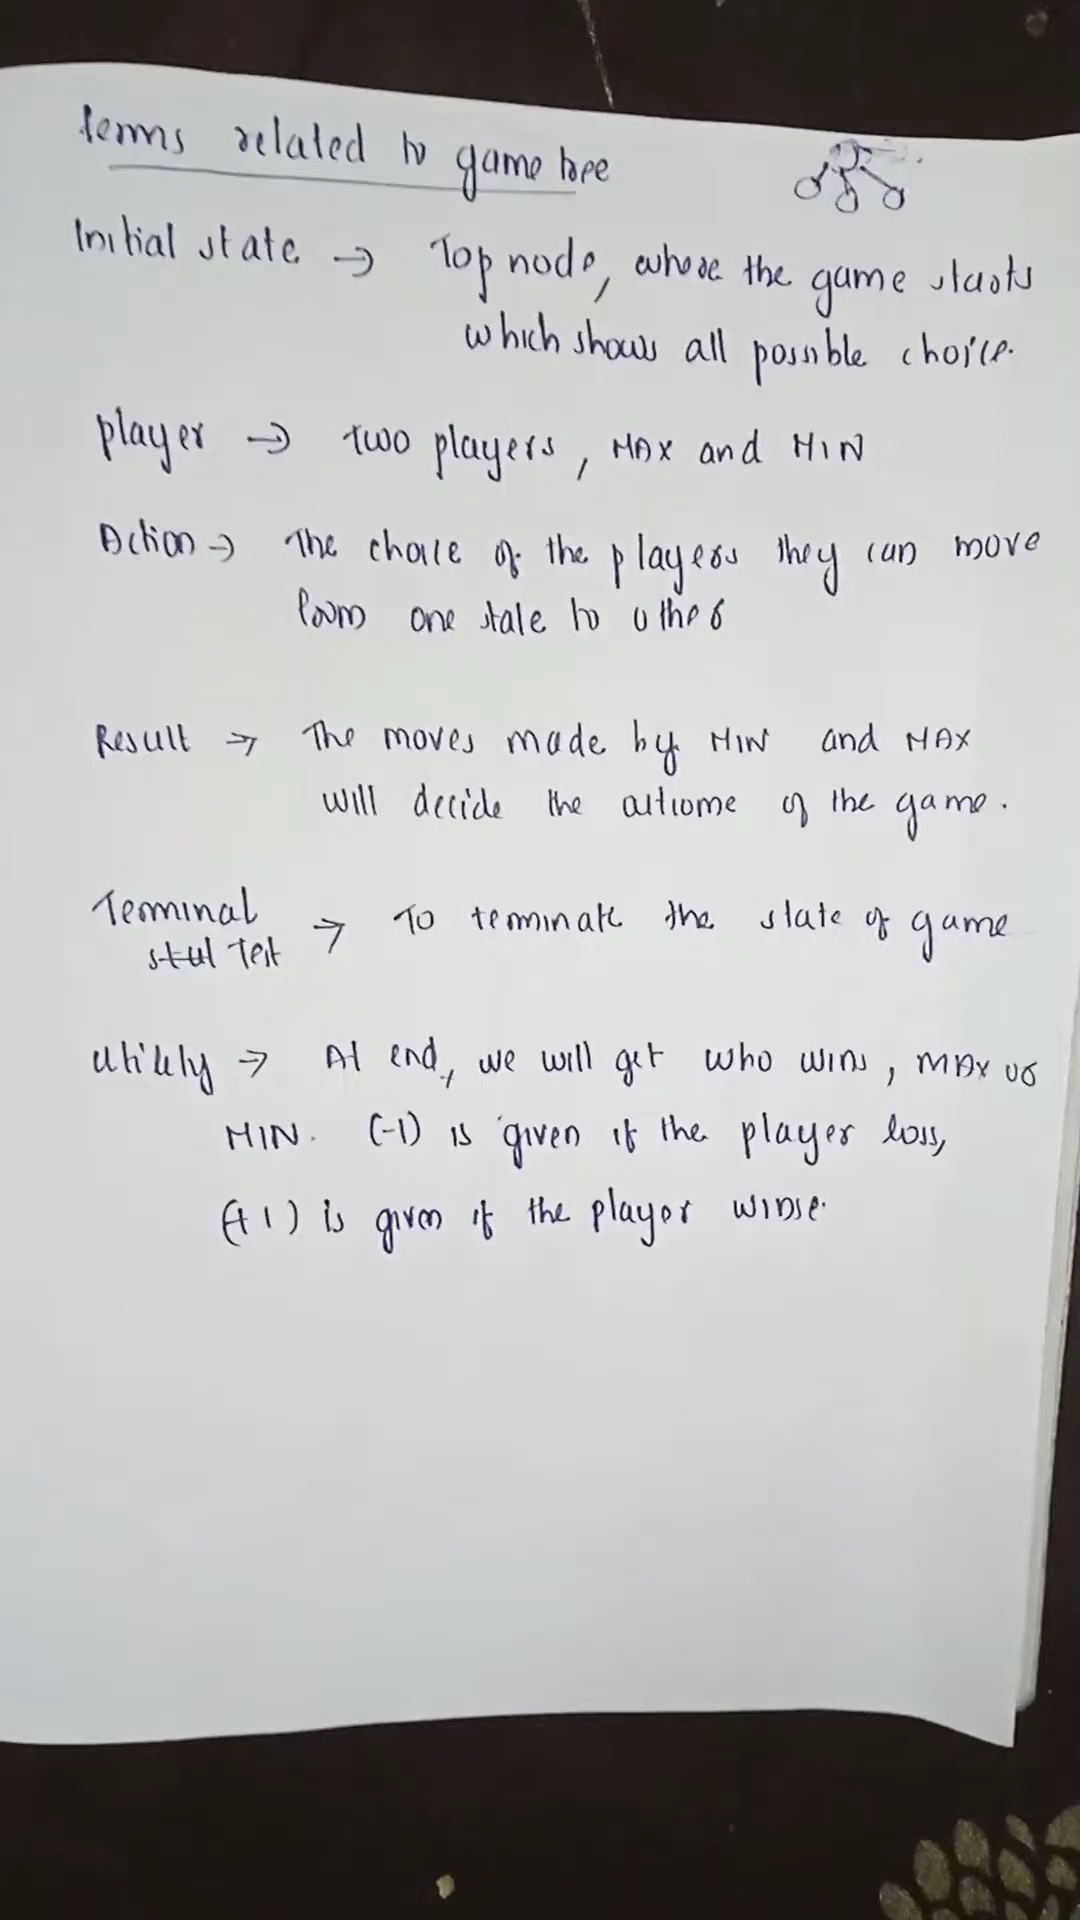 terms related to game tree
Initial state → Top node, where the game starts
which shows all possible choice.
player → two players, MAX and MIN
Action → The choice of the players they can move
from one state to other
Result → The moves made by MIN and MAX
will decide the outcome of the game.
Terminal
Test → To terminate the state of game
Utility → At end, we will get who wins, MAX or
MIN. (-1) is given if the player loss,
(+1) is given if the player winse.